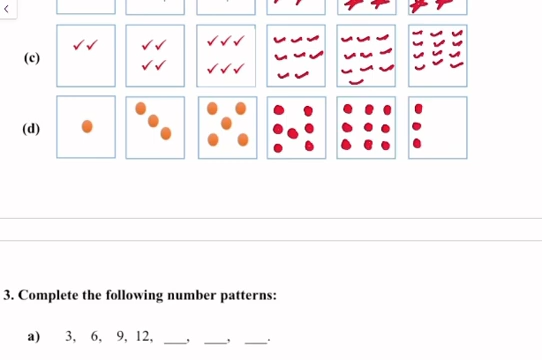 (c)
(d)
3. Complete the following number patterns:
a) 3, 6, 9, 12, ___, ___, ___.